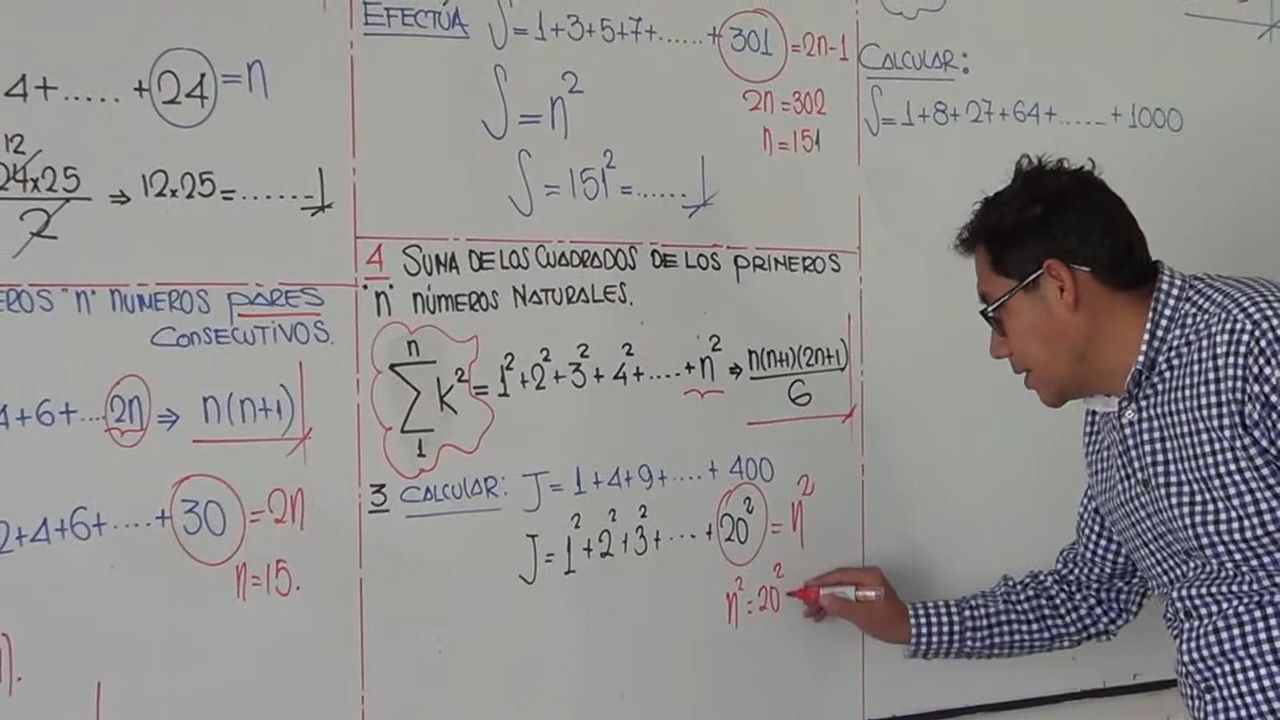 4+.....+24=n
12
24x25
2
⇒ 12x25=.......
EROS "n" NUMEROS PARES
CONSECUTIVOS.
4+6+...2n ⇒ n(n+1)
2+4+6+....+30=2n
n=15.
EFECTÚA S=1+3+5+7+......+301=2n-1
2n=302
S=n²
n=151
S=151²=......
4 SUMA DE LOS CUADRADOS DE LOS PRIMEROS
"n" NÚMEROS NATURALES.
n
∑ K²=1²+2²+3²+4²+....+n² ⇒ n(n+1)(2n+1)
1
6
3 CALCULAR: J=1+4+9+....+400
J=1²+2²+3²+...+20²=n²
n²=20²
CALCULAR:
S=1+8+27+64+.....+1000